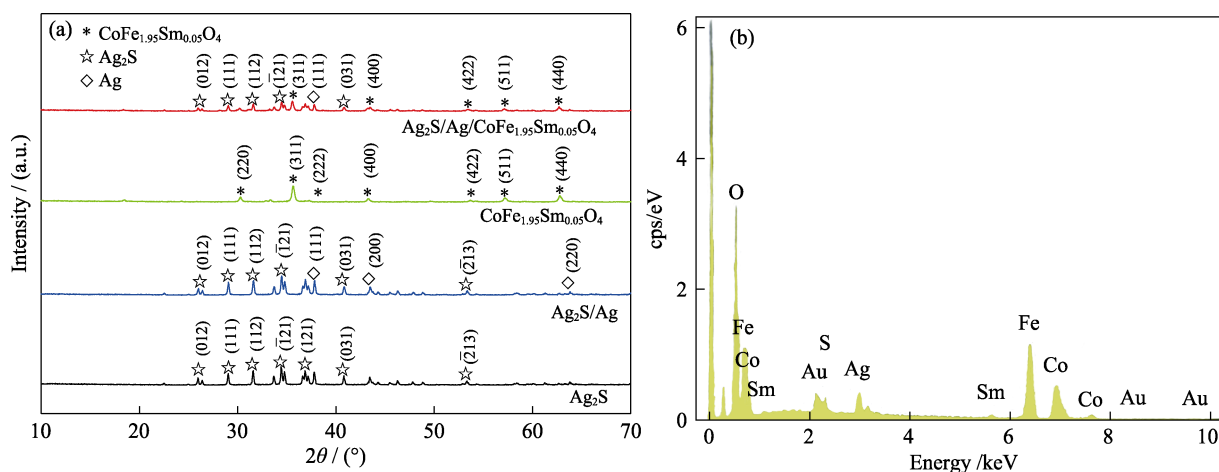 (a)
* CoFe1.95Sm0.05O4
☆ Ag2S
◇ Ag
(012) (111) (112) (1̄21) (311) (111) (031) (400) (422) (511) (440)
Ag2S/Ag/CoFe1.95Sm0.05O4
(220) (311) (222) (400) (422) (511) (440)
CoFe1.95Sm0.05O4
(012) (111) (112) (1̄21) (111) (031) (200) (2̄13) (220)
Ag2S/Ag
(012) (111) (112) (1̄21) (121) (031) (2̄13)
Ag2S
Intensity / (a.u.)
10 20 30 40 50 60 70
2θ / (°)
(b)
cps/eV
6
4
2
0
O
Fe
Co
Sm
S
Au
Ag
Sm
Fe
Co
Co
Au
Au
0 2 4 6 8 10
Energy /keV